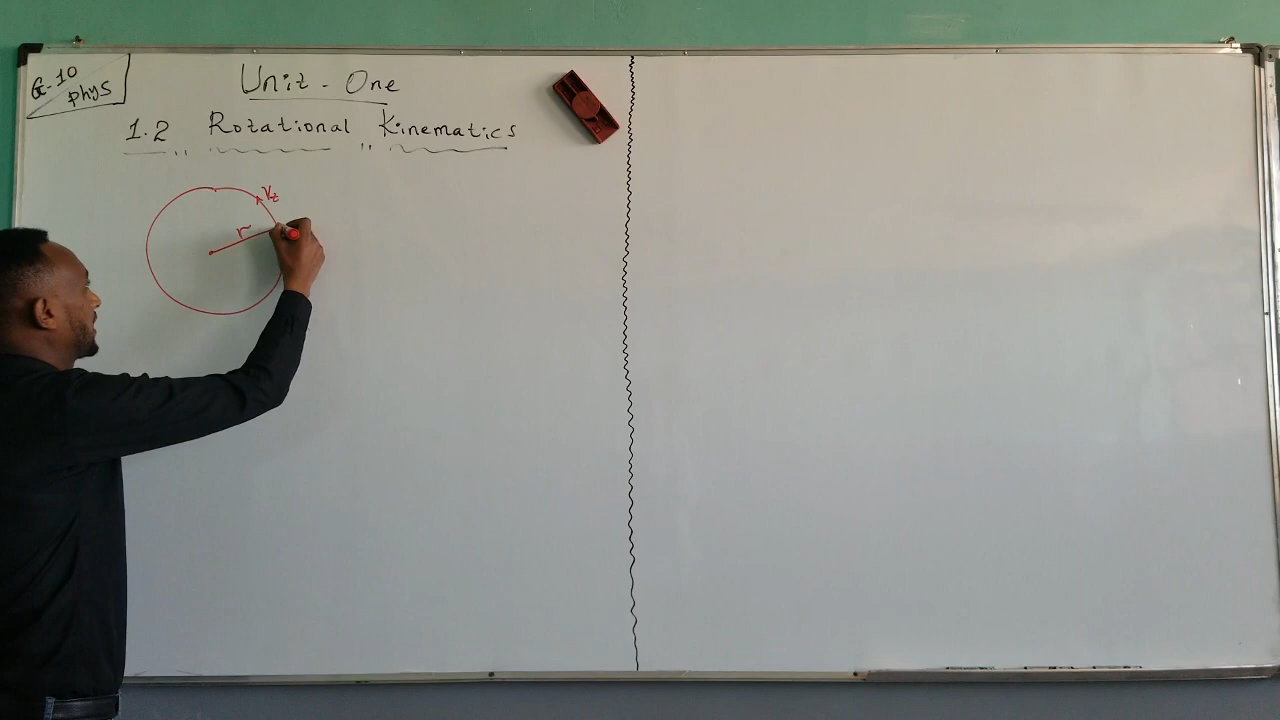 G-10
phys
Unit - One
1.2 Rotational Kinematics
Vt
r